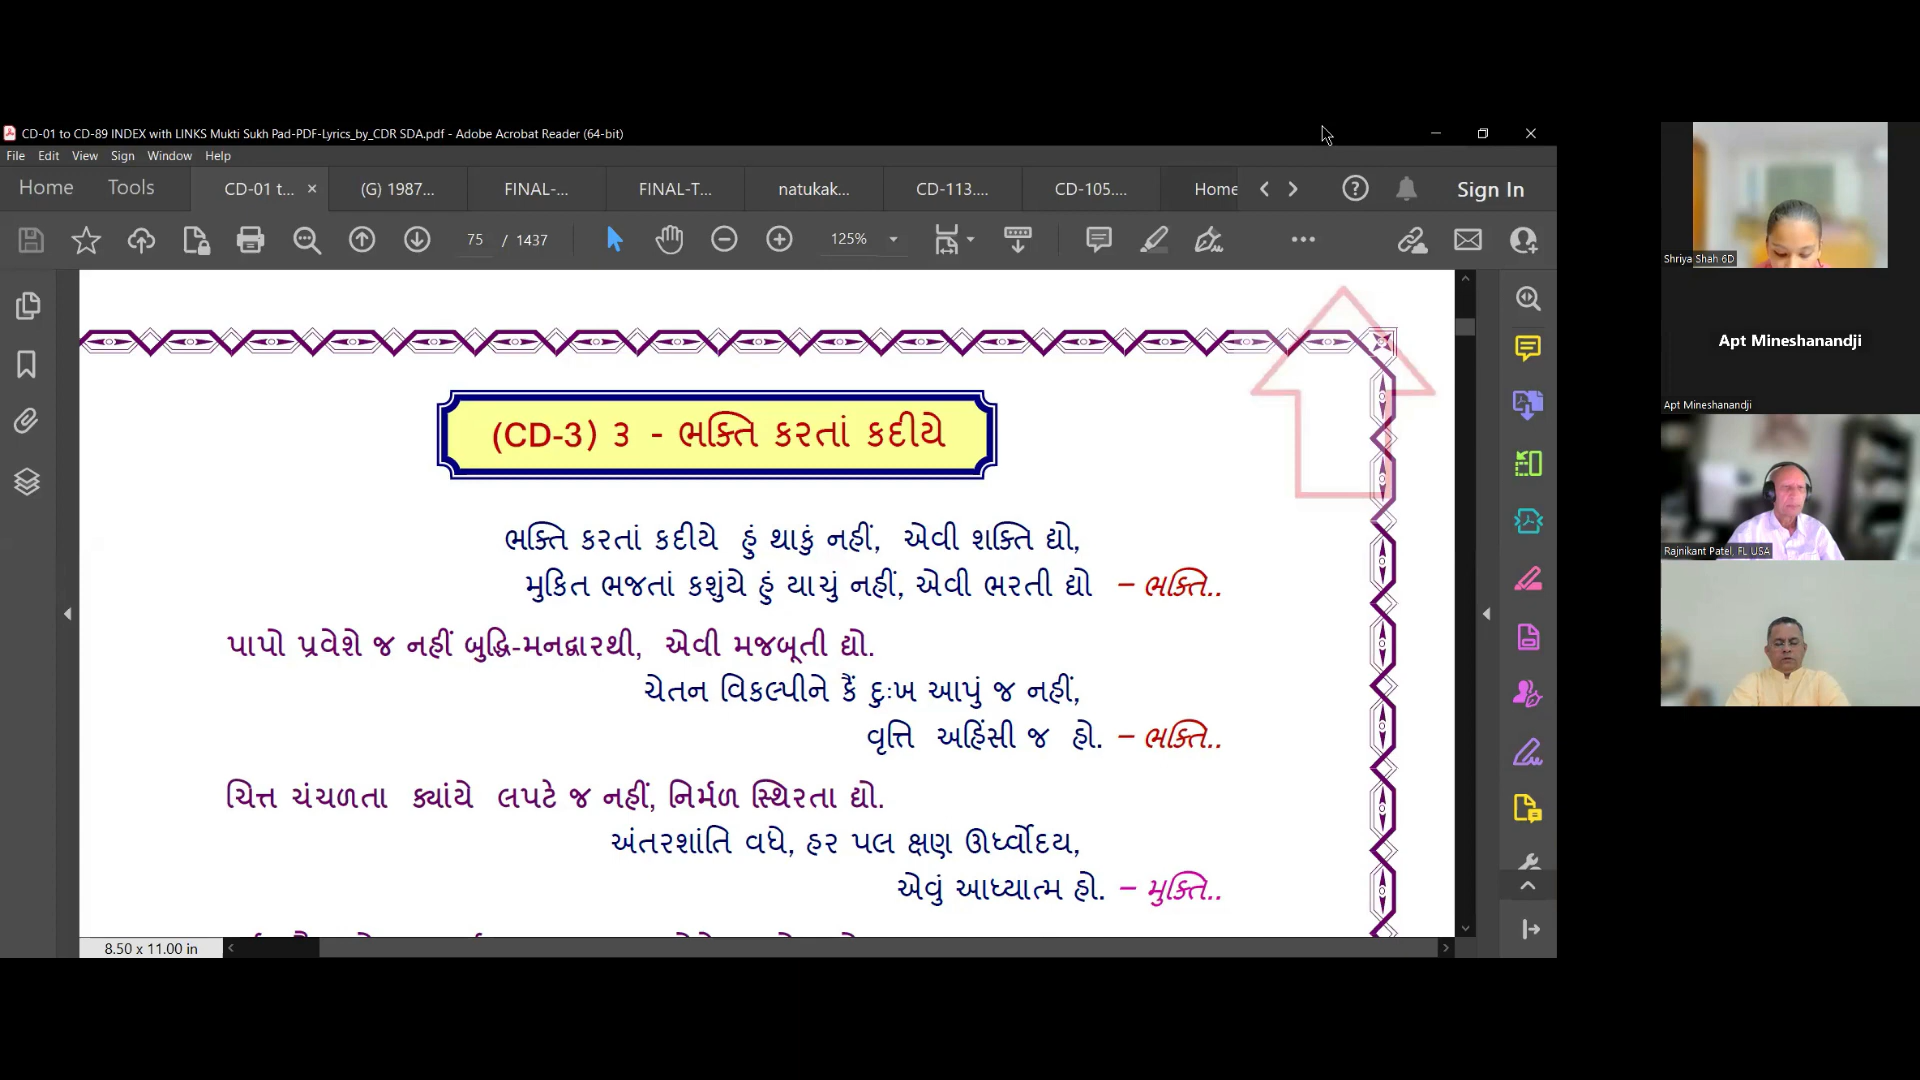 CD-01 to CD-89 INDEX with LINKS Mukti Sukh Pad-PDF-Lyrics_by_CDR SDA.pdf - Adobe Acrobat Reader (64-bit)
File Edit View Sign Window Help
Home Tools CD-01 t... (G) 1987... FINAL-... FINAL-T... natukak... CD-113.... CD-105.... Home Sign In
75 / 1437 125%
(CD-3) ૩ - ભક્તિ કરતાં કદીયે
ભક્તિ કરતાં કદીયે હું થાકું નહીં, એવી શક્તિ દ્યો,
મુકિત ભજતાં કશુંયે હું યાચું નહીં, એવી ભરતી દ્યો – ભક્તિ..
પાપો પ્રવેશે જ નહીં બુદ્ધિ-મનદ્વારથી, એવી મજબૂતી દ્યો.
ચેતન વિકલ્પીને કૈં દુઃખ આપું જ નહીં,
વૃત્તિ અહિંસી જ હો. – ભક્તિ..
ચિત્ત ચંચળતા ક્યાંયે લપટે જ નહીં, નિર્મળ સ્થિરતા દ્યો.
અંતરશાંતિ વધે, હર પલ ક્ષણ ઊર્ધ્વોદય,
એવું આધ્યાત્મ હો. – મુક્તિ..
8.50 x 11.00 in
Shriya Shah 6D
Apt Mineshanandji
Apt Mineshanandji
Rajnikant Patel, FL USA